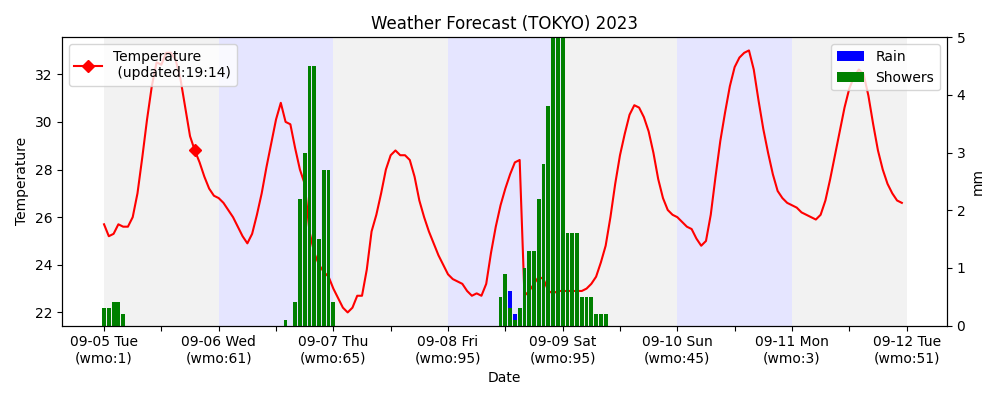 Weather Forecast (TOKYO) 2023
Temperature
(updated:19:14)
Rain
Showers
Temperature
32
30
28
26
24
22
5
4
3
2
1
0
mm
09-05 Tue
(wmo:1)
09-06 Wed
(wmo:61)
09-07 Thu
(wmo:65)
09-08 Fri
(wmo:95)
09-09 Sat
(wmo:95)
09-10 Sun
(wmo:45)
09-11 Mon
(wmo:3)
09-12 Tue
(wmo:51)
Date